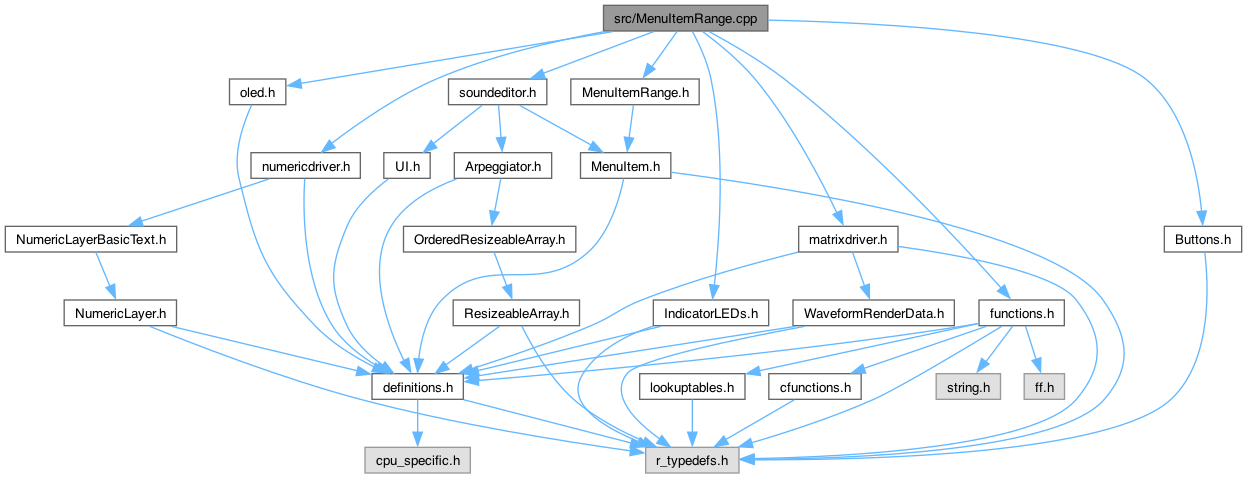 src/MenuItemRange.cpp
oled.h
soundeditor.h
MenuItemRange.h
numericdriver.h
UI.h
Arpeggiator.h
MenuItem.h
NumericLayerBasicText.h
OrderedResizeableArray.h
matrixdriver.h
Buttons.h
NumericLayer.h
ResizeableArray.h
IndicatorLEDs.h
WaveformRenderData.h
functions.h
definitions.h
lookuptables.h
cfunctions.h
string.h
ff.h
cpu_specific.h
r_typedefs.h